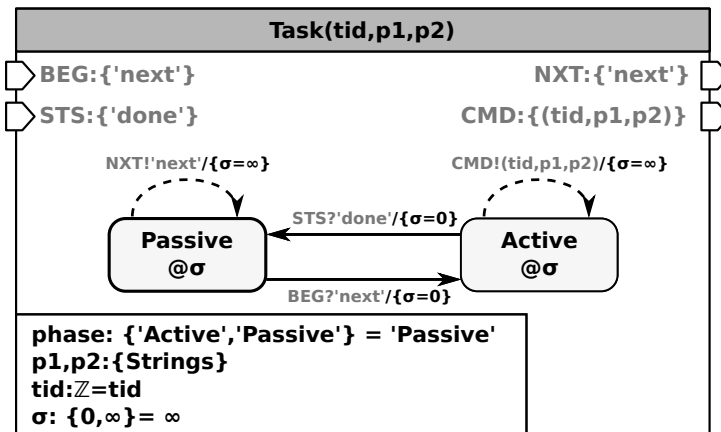 Task(tid,p1,p2)
BEG:{'next'}
NXT:{'next'}
STS:{'done'}
CMD:{(tid,p1,p2)}
NXT!'next'/{σ=∞}
CMD!(tid,p1,p2)/{σ=∞}
STS?'done'/{σ=0}
Passive
@σ
Active
@σ
BEG?'next'/{σ=0}
phase: {'Active','Passive'} = 'Passive'
p1,p2:{Strings}
tid:ℤ=tid
σ: {0,∞}= ∞